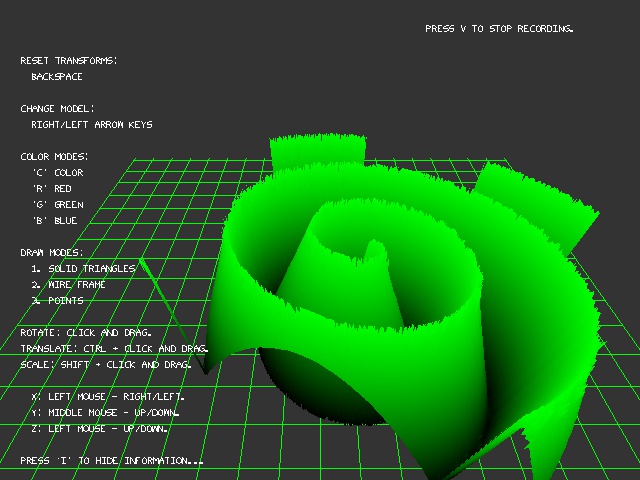 PRESS V TO STOP RECORDING.
RESET TRANSFORMS:
BACKSPACE
CHANGE MODEL:
RIGHT/LEFT ARROW KEYS
COLOR MODES:
'C' COLOR
'R' RED
'G' GREEN
'B' BLUE
DRAW MODES:
1. SOLID TRIANGLES
2. WIRE FRAME
3. POINTS
ROTATE: CLICK AND DRAG.
TRANSLATE: CTRL + CLICK AND DRAG.
SCALE: SHIFT + CLICK AND DRAG.
X: LEFT MOUSE - RIGHT/LEFT.
Y: MIDDLE MOUSE - UP/DOWN.
Z: LEFT MOUSE - UP/DOWN.
PRESS 'I' TO HIDE INFORMATION...